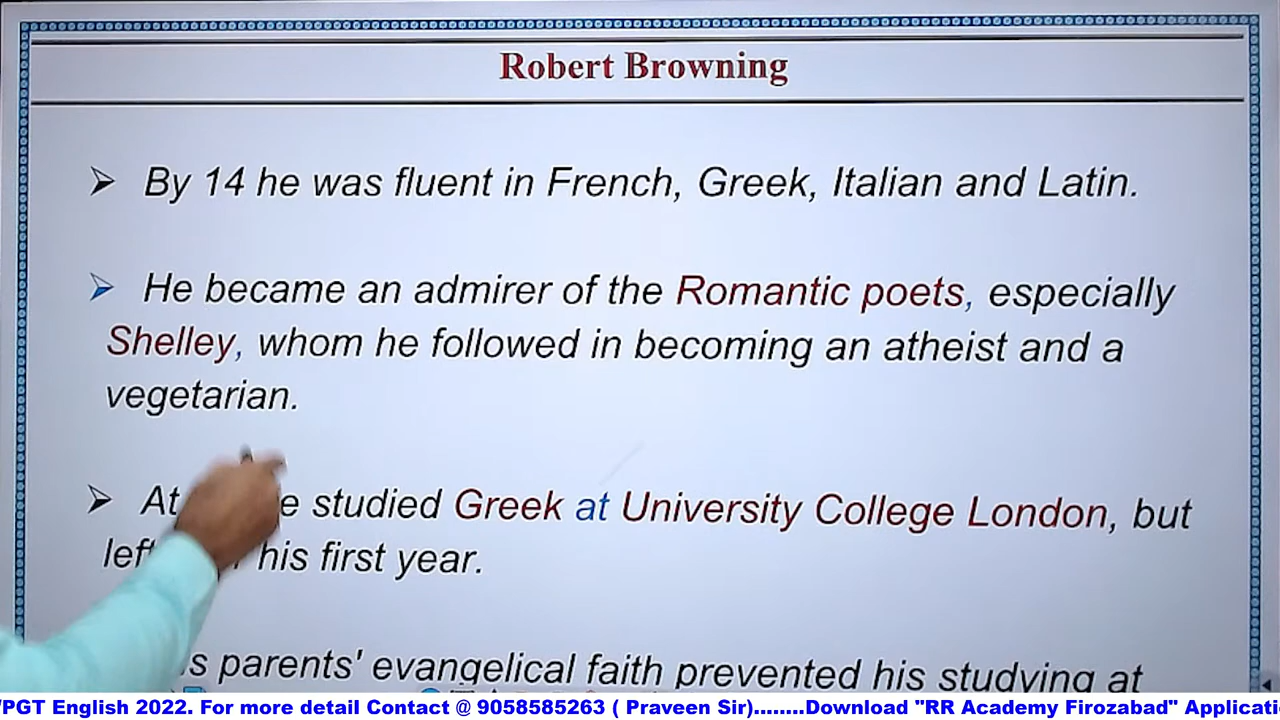 Robert Browning
➢ By 14 he was fluent in French, Greek, Italian and Latin.
➢ He became an admirer of the Romantic poets, especially
Shelley, whom he followed in becoming an atheist and a
vegetarian.
➢ At studied Greek at University College London, but
his first year.
parents' evangelical faith prevented his studying at
PGT English 2022. For more detail Contact @ 9058585263 ( Praveen Sir)........Download "RR Academy Firozabad" Applicati